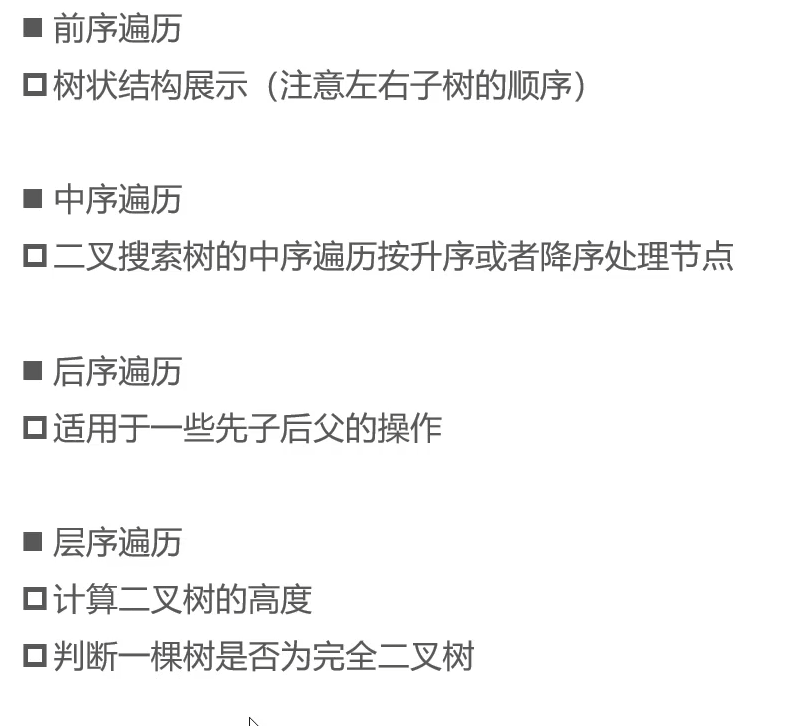 ■ 前序遍历
□ 树状结构展示（注意左右子树的顺序）
■ 中序遍历
□ 二叉搜索树的中序遍历按升序或者降序处理节点
■ 后序遍历
□ 适用于一些先子后父的操作
■ 层序遍历
□ 计算二叉树的高度
□ 判断一棵树是否为完全二叉树